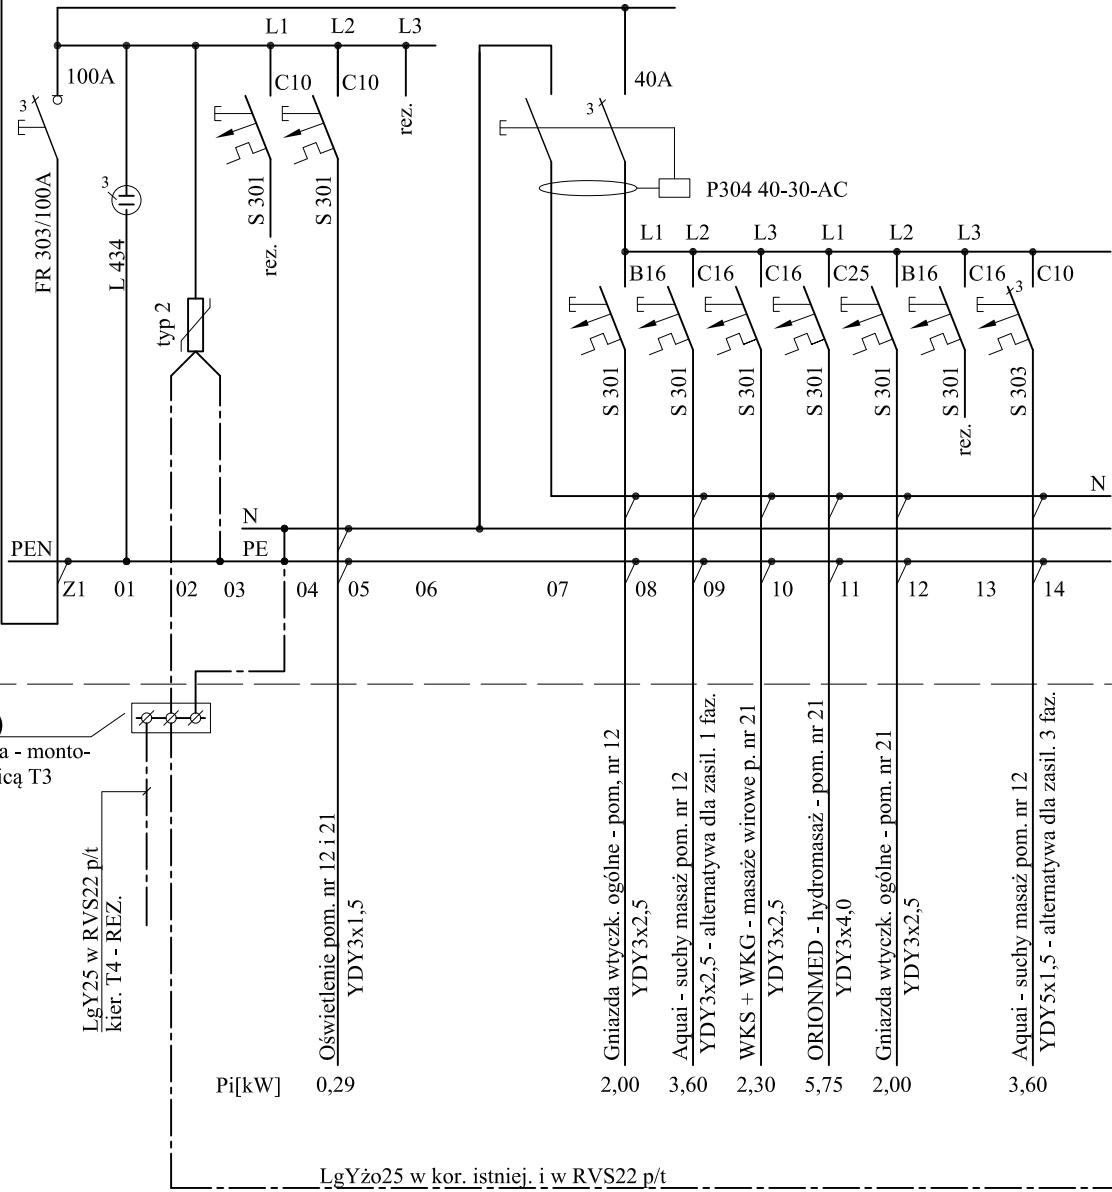 L1 L2 L3
100A C10 C10 40A
3 3
rez.
FR 303/100A
3
L 434
typ 2
S 301
rez.
S 301
P304 40-30-AC
L1 L2 L3 L1 L2 L3
B16 C16 C16 C25 B16 C16 C10
3
S 301
S 301
S 301
S 301
S 301
S 301
rez.
S 303
N
N
PEN PE
Z1 01 02 03 04 05 06 07 08 09 10 11 12 13 14
)
a - monto-
icą T3
LgY25 w RVS22 p/t
kier. T4 - REZ.
Oświetlenie pom. nr 12 i 21
YDY3x1,5
Gniazda wtyczk. ogólne - pom, nr 12
YDY3x2,5
Aquai - suchy masaż pom. nr 12
YDY3x2,5 - alternatywa dla zasil. 1 faz.
WKS + WKG - masaże wirowe p. nr 21
YDY3x2,5
ORIONMED - hydromasaż - pom. nr 21
YDY3x4,0
Gniazda wtyczk. ogólne - pom. nr 21
YDY3x2,5
Aquai - suchy masaż pom. nr 12
YDY5x1,5 - alternatywa dla zasil. 3 faz.
Pi[kW] 0,29 2,00 3,60 2,30 5,75 2,00 3,60
LgYżo25 w kor. istniej. i w RVS22 p/t